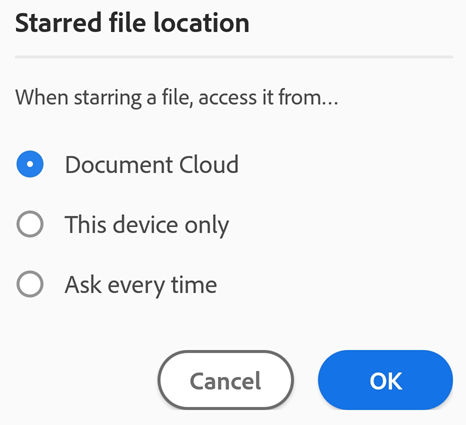 Starred file location
When starring a file, access it from...
Document Cloud
This device only
Ask every time
Cancel
OK